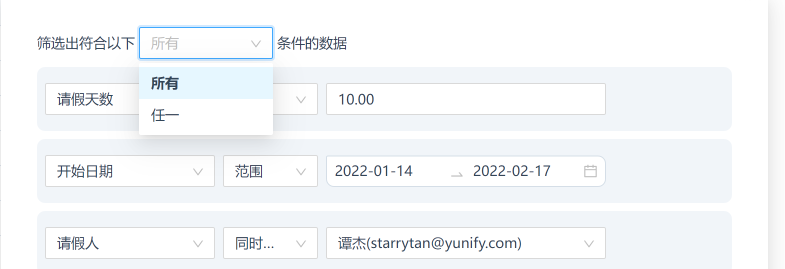 筛选出符合以下 所有 条件的数据
所有
任一
请假天数 10.00
开始日期 范围 2022-01-14 → 2022-02-17
请假人 同时... 谭杰(starrytan@yunify.com)